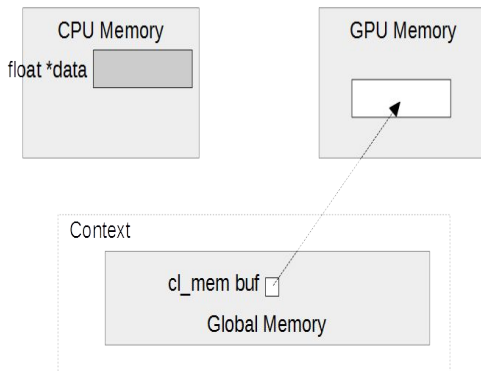 CPU Memory
GPU Memory
float *data
Context
cl_mem buf
Global Memory